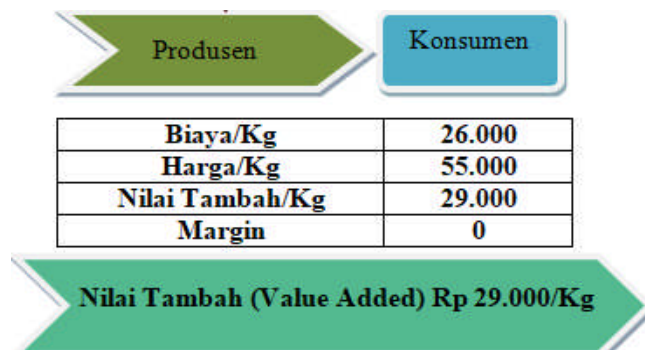 Produsen
Konsumen
Biaya/Kg 26.000
Harga/Kg 55.000
Nilai Tambah/Kg 29.000
Margin 0
Nilai Tambah (Value Added) Rp 29.000/Kg